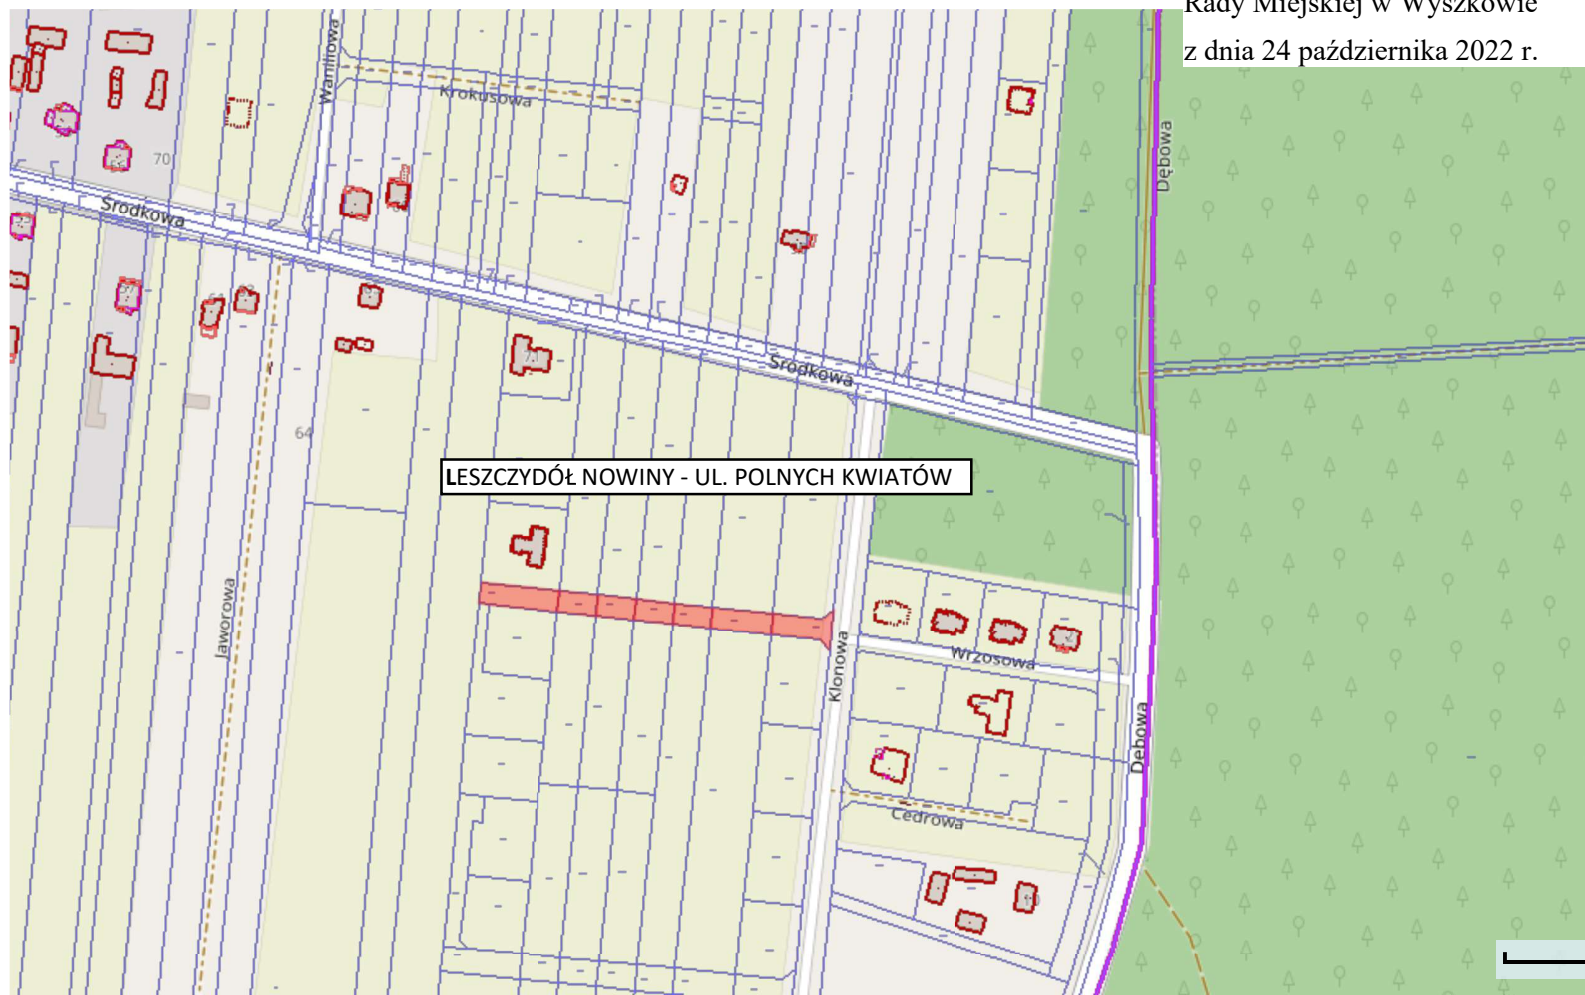 Rady Miejskiej w Wyszkowie
z dnia 24 października 2022 r.
Waniliowa
Krokusowa
Dębowa
70
Środkowa
Środkowa
64
LESZCZYDÓŁ NOWINY - UL. POLNYCH KWIATÓW
Jaworowa
Klonowa
Wrzosowa
Dębowa
Cedrowa